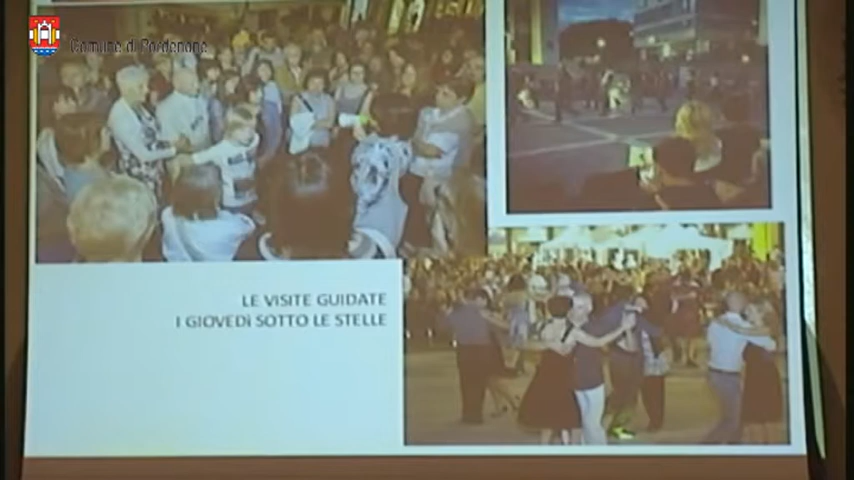 Comune di Pordenone
LE VISITE GUIDATE
I GIOVEDÌ SOTTO LE STELLE